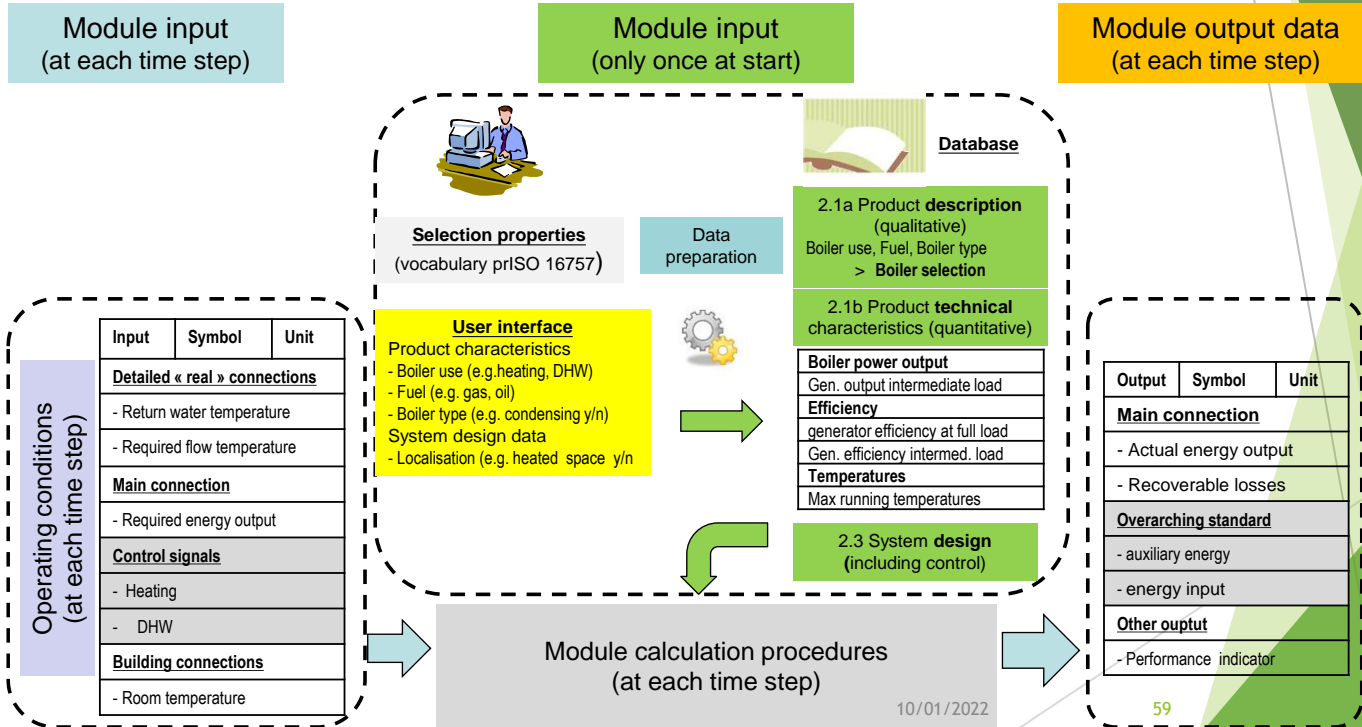 Module input
(at each time step)
Module input
(only once at start)
Module output data
(at each time step)
Database
Selection properties
(vocabulary prISO 16757)
Data
preparation
2.1a Product description
(qualitative)
Boiler use, Fuel, Boiler type
> Boiler selection
2.1b Product technical
characteristics (quantitative)
User interface
Product characteristics
- Boiler use (e.g.heating, DHW)
- Fuel (e.g. gas, oil)
- Boiler type (e.g. condensing y/n)
System design data
- Localisation (e.g. heated space y/n
Boiler power output
Gen. output intermediate load
Efficiency
generator efficiency at full load
Gen. efficiency intermed. load
Temperatures
Max running temperatures
2.3 System design
(including control)
Operating conditions
(at each time step)
Input Symbol Unit
Detailed « real » connections
- Return water temperature
- Required flow temperature
Main connection
- Required energy output
Control signals
- Heating
- DHW
Building connections
- Room temperature
Module calculation procedures
(at each time step)
10/01/2022
Output Symbol Unit
Main connection
- Actual energy output
- Recoverable losses
Overarching standard
- auxiliary energy
- energy input
Other ouptut
- Performance indicator
59